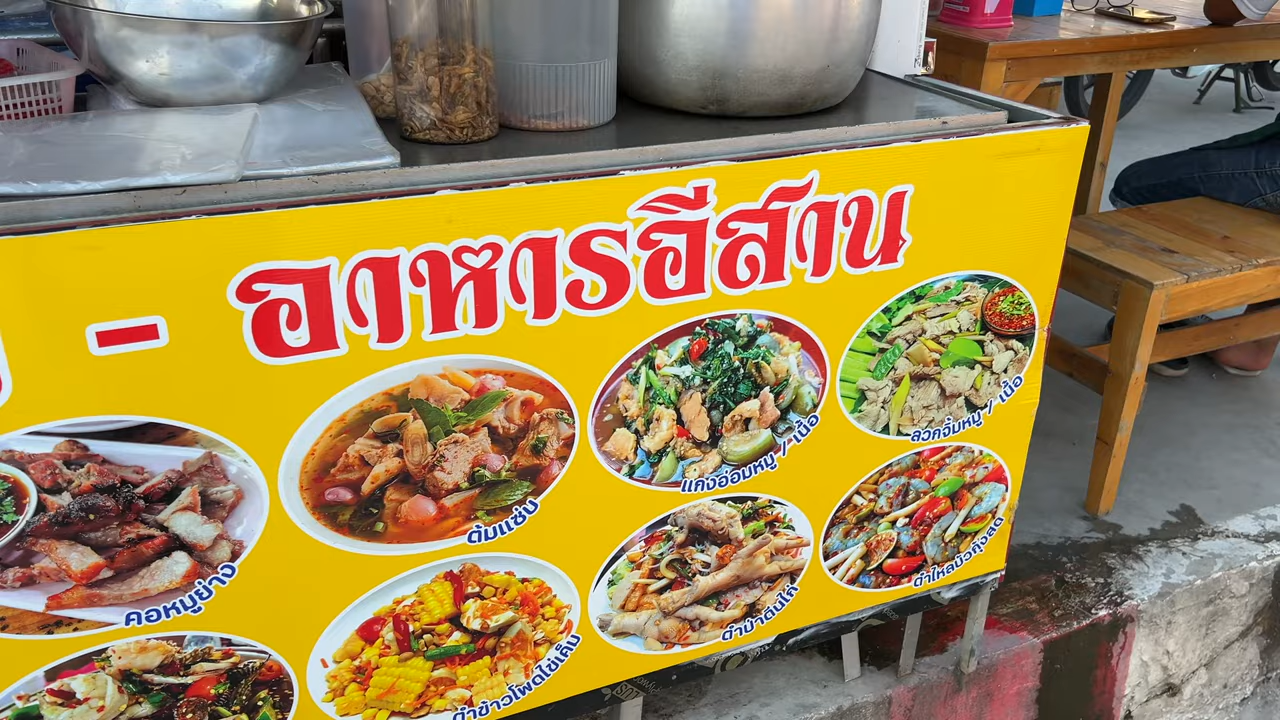 - อาหารอีสาน
ต้มแซ่บ
แกงอ่อมหมู / เนื้อ
ลวกจิ้มหมู / เนื้อ
คอหมูย่าง
ตำข้าวโพดไข่เค็ม
ตำป่าตีนไก่
ตำไหลบัวกุ้งสด